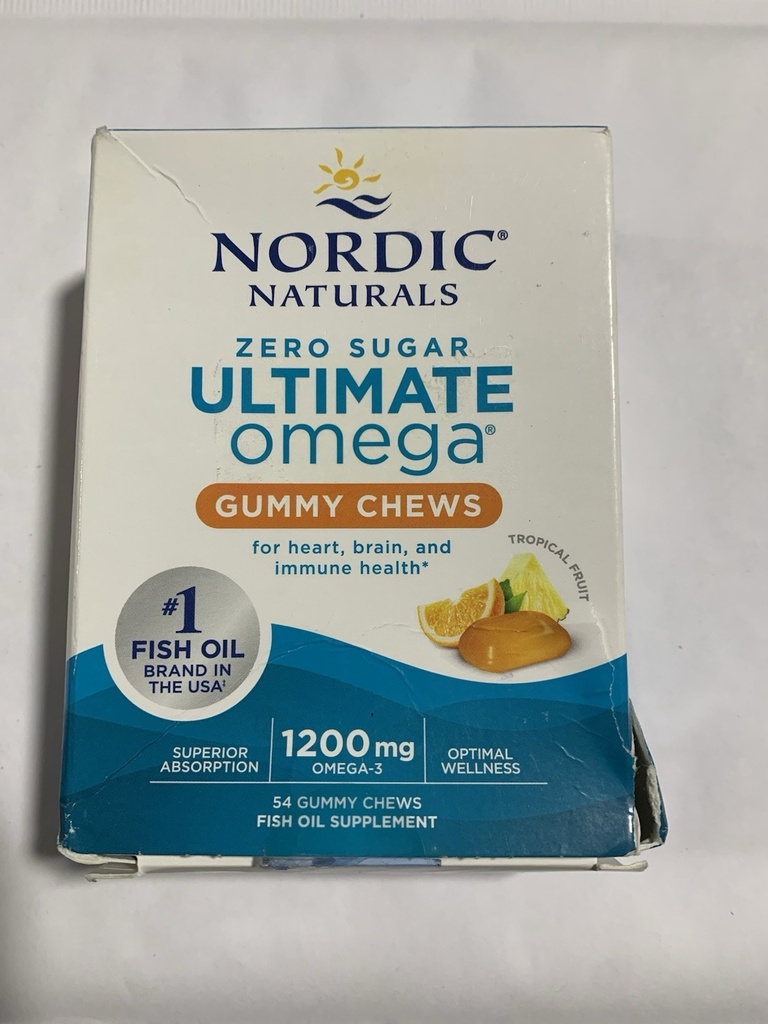 NORDIC®
NATURALS
ZERO SUGAR
ULTIMATE
omega®
GUMMY CHEWS
for heart, brain, and
immune health*
TROPICAL FRUIT
#1
FISH OIL
BRAND IN
THE USA‡
SUPERIOR
ABSORPTION
1200 mg
OMEGA-3
OPTIMAL
WELLNESS
54 GUMMY CHEWS
FISH OIL SUPPLEMENT